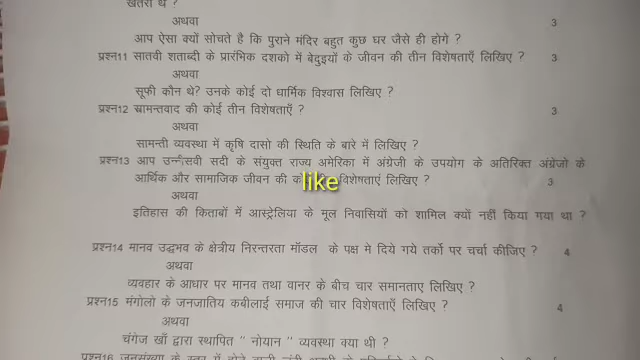 खतरा थे ?
अथवा 3
आप ऐसा क्यों सोचते है कि पुराने मंदिर बहुत कुछ घर जैसे ही होगे ?
प्रश्न11 सातवी शताब्दी के प्रारंभिक दशको में बेदुइयों के जीवन की तीन विशेषताएँ लिखिए ? 3
अथवा
सूफी कौन थे? उनके कोई दो धार्मिक विश्वास लिखिए ?
प्रश्न12 सामन्तवाद की कोई तीन विशेषताएँ ? 3
अथवा
सामन्ती व्यवस्था में कृषि दासो की स्थिति के बारे में लिखिए ?
प्रश्न13 आप उन्नीसवी सदी के संयुक्त राज्य अमेरिका में अंग्रेजी के उपयोग के अतिरिक्त अंग्रेजो के
आर्थिक और सामाजिक जीवन की विशेषताएं लिखिए ? 3
like
अथवा
इतिहास की किताबों में आस्ट्रेलिया के मूल निवासियों को शामिल क्यों नहीं किया गया था ?
प्रश्न14 मानव उद्भव के क्षेत्रीय निरन्तरता मॉडल के पक्ष मे दिये गये तर्को पर चर्चा कीजिए ? 4
अथवा
व्यवहार के आधार पर मानव तथा वानर के बीच चार समानताए लिखिए ?
प्रश्न15 मंगोलो के जनजातिय कबीलाई समाज की चार विशेषताएँ लिखिए ? 4
अथवा
चंगेज खाँ द्वारा स्थापित " नोयान " व्यवस्था क्या थी ?
प्रश्न16 जनसंख्या के स्तर में होने वाली